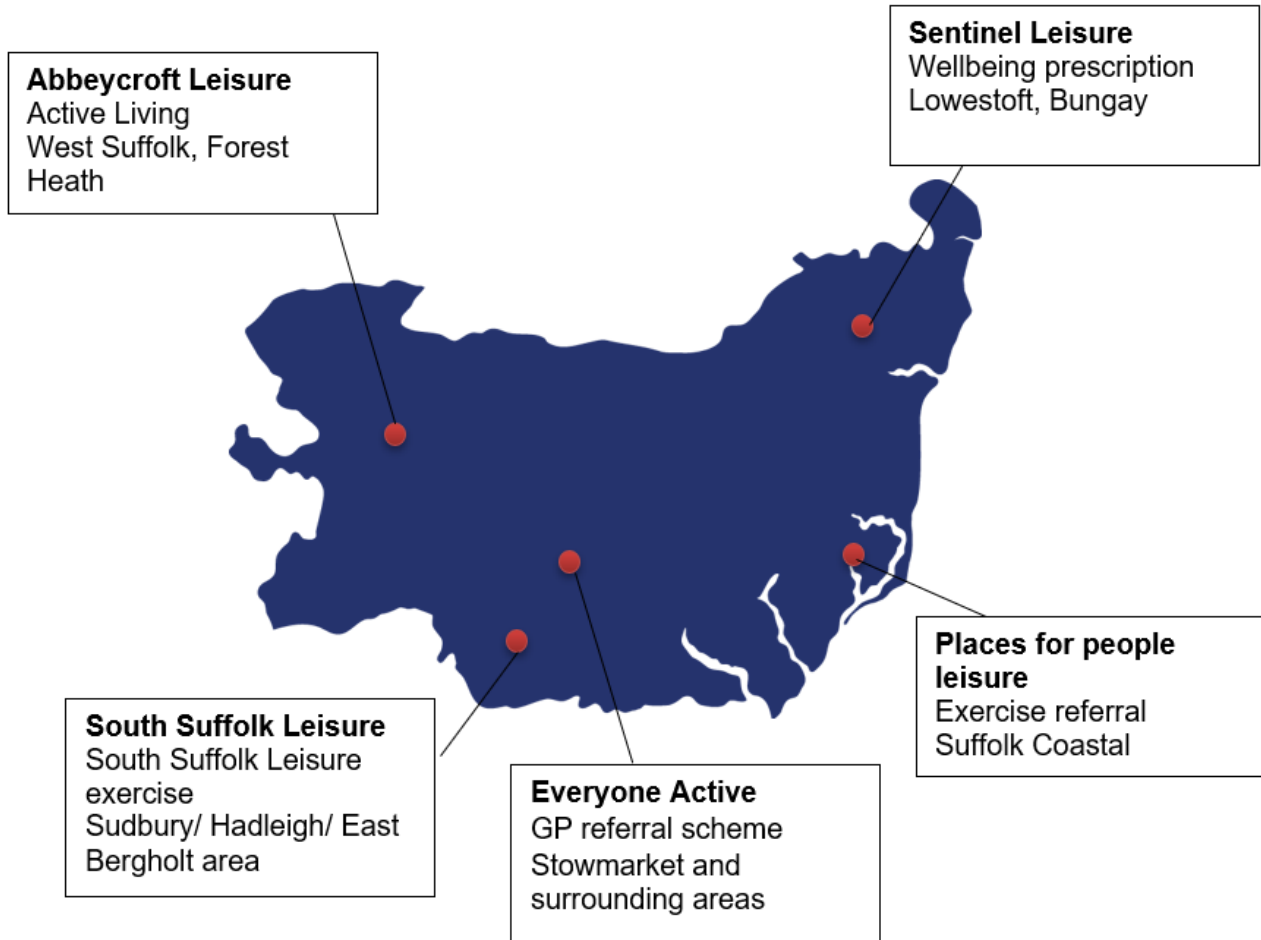 Abbeycroft Leisure
Active Living
West Suffolk, Forest
Heath
Sentinel Leisure
Wellbeing prescription
Lowestoft, Bungay
South Suffolk Leisure
South Suffolk Leisure
exercise
Sudbury/ Hadleigh/ East
Bergholt area
Everyone Active
GP referral scheme
Stowmarket and
surrounding areas
Places for people
leisure
Exercise referral
Suffolk Coastal